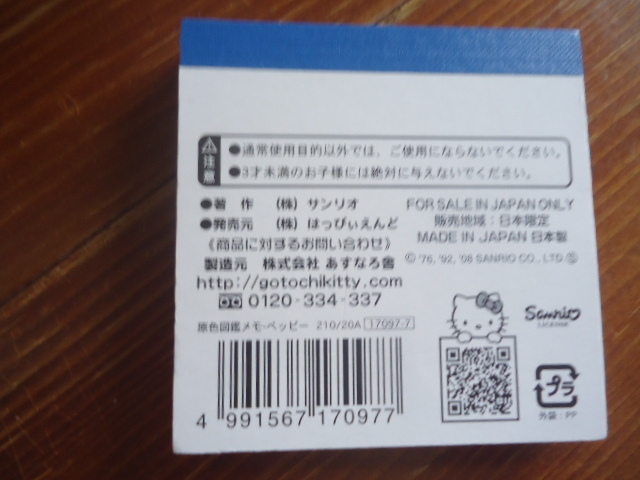 注意
●通常使用目的以外では、ご使用にならないでください。
●3才未満のお子様には絶対に与えないでください。
●著 作 (株) サンリオ
●発売元 (株) はっぴぃえんど
《商品に対するお問い合わせ》
製造元 株式会社 あすなろ舎
http://gotochikitty.com
0120-334-337
FOR SALE IN JAPAN ONLY
販売地域:日本限定
MADE IN JAPAN 日本製
© '76, '92, '08 SANRIO CO., LTD. Ⓢ
原色図鑑メモ-ペッピー 210/20A 17097-7
Sanrio
LICENSE
プラ
外袋:PP
4 991567 170977